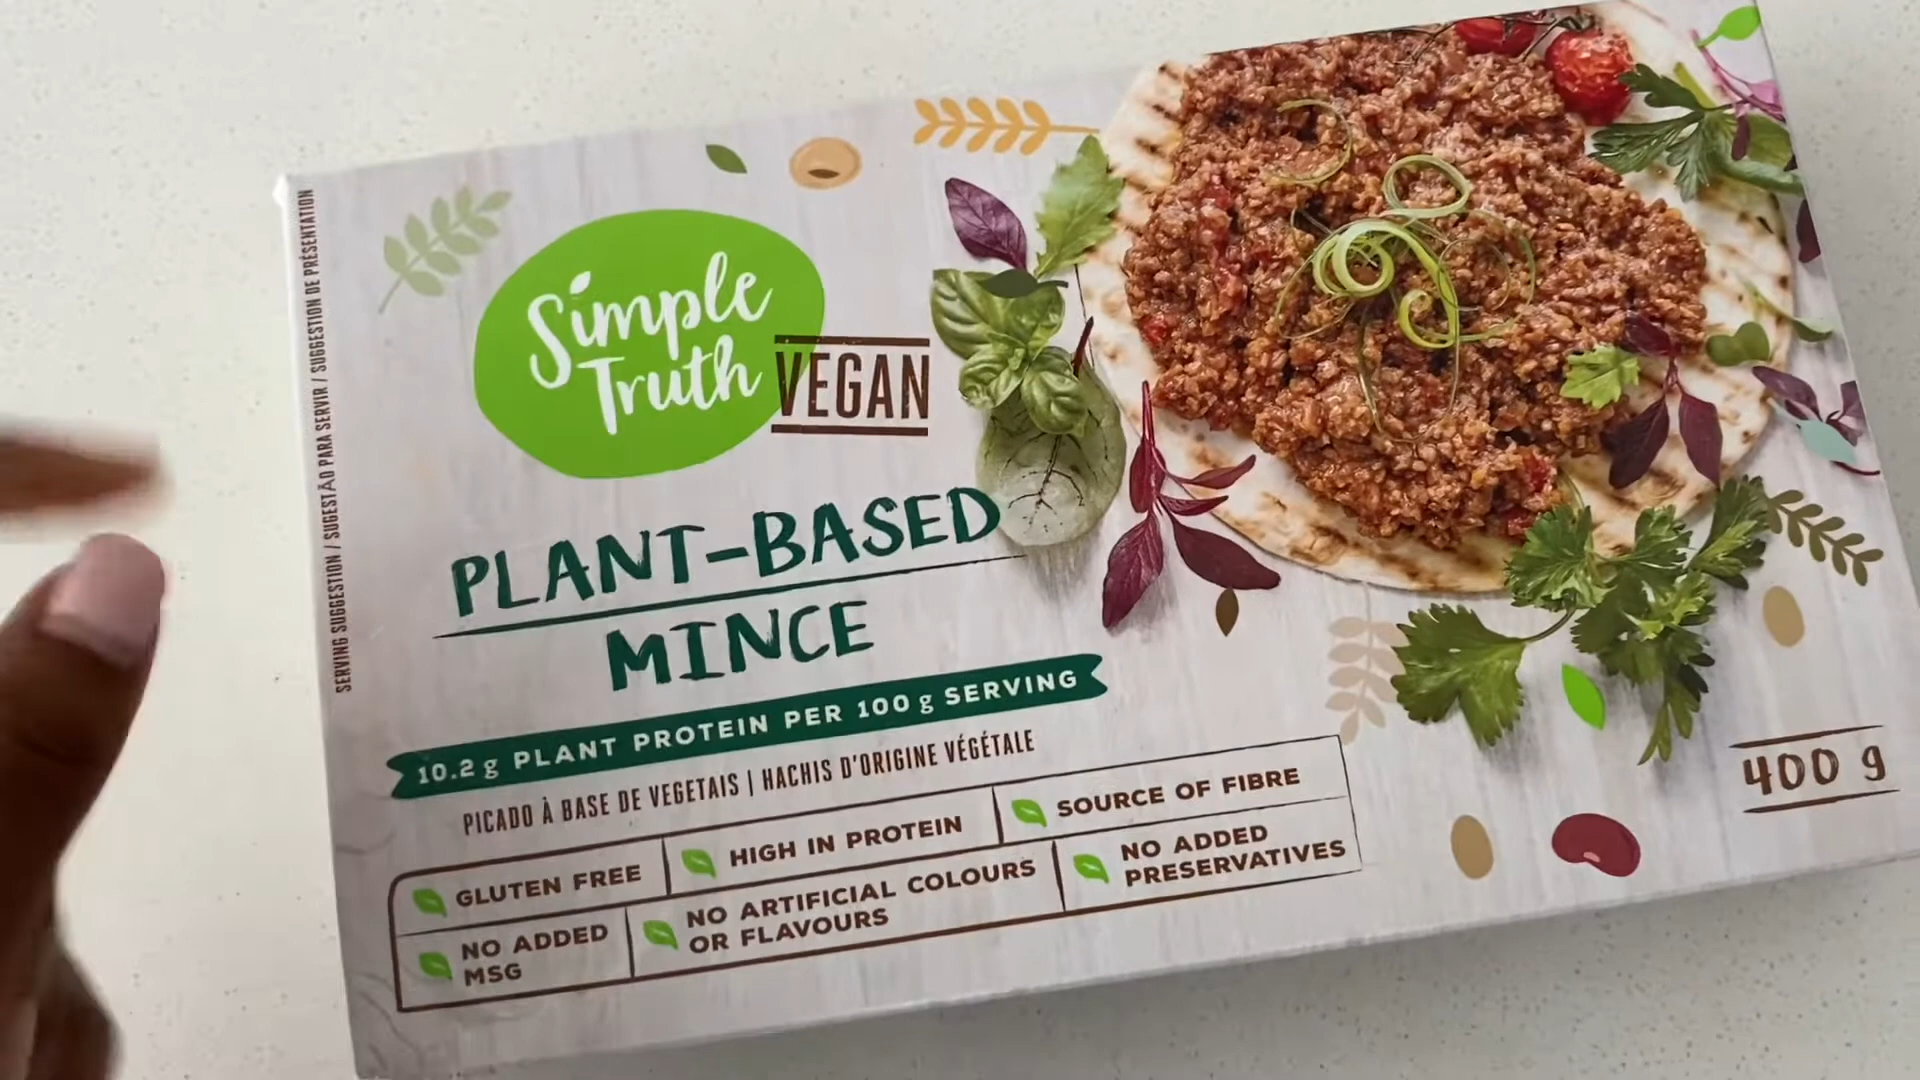 SERVING SUGGESTION / SUGESTÃO PARA SERVIR / SUGGESTION DE PRÉSENTATION
Simple
Truth
VEGAN
PLANT-BASED
MINCE
10.2 g PLANT PROTEIN PER 100 g SERVING
PICADO À BASE DE VEGETAIS | HACHIS D'ORIGINE VÉGÉTALE
GLUTEN FREE
HIGH IN PROTEIN
SOURCE OF FIBRE
NO ADDED
MSG
NO ARTIFICIAL COLOURS
OR FLAVOURS
NO ADDED
PRESERVATIVES
400 g